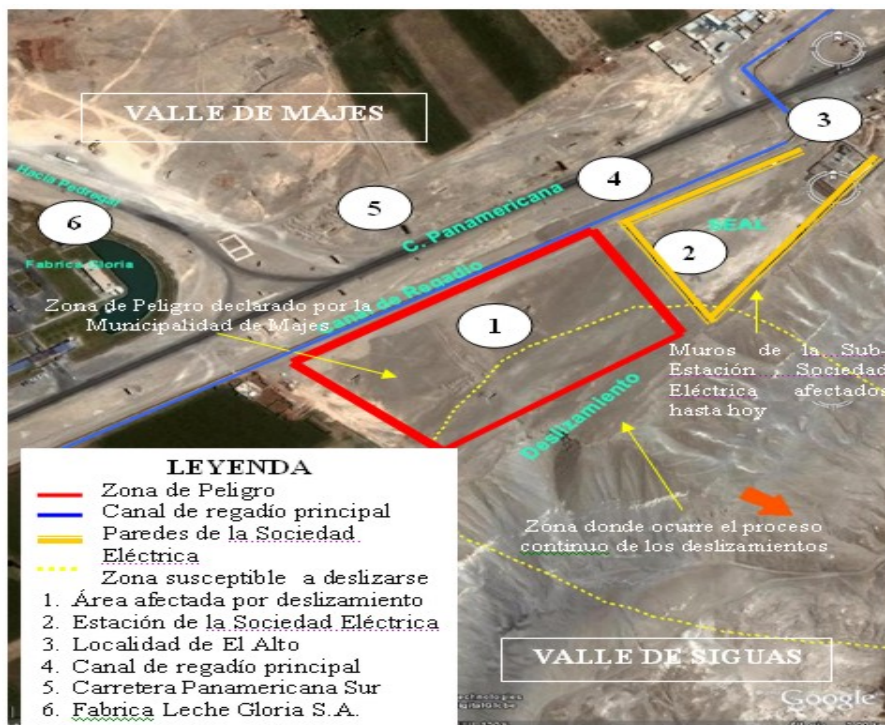 VALLE DE MAJES
3
Hacia Pedregal
4
6
5
C. Panamericana
SEAL
2
Fabrica Gloria
Canal de Regadío
Zona de Peligro declarado por la
Municipalidad de Majes
1
Muros de la Sub-
Estación Sociedad
Eléctrica afectados
hasta hoy
Deslizamiento
Zona donde ocurre el proceso
continuo de los deslizamientos
LEYENDA
Zona de Peligro
Canal de regadío principal
Paredes de la Sociedad
Eléctrica
Zona susceptible a deslizarse
1. Área afectada por deslizamiento
2. Estación de la Sociedad Eléctrica
3. Localidad de El Alto
4. Canal de regadío principal
5. Carretera Panamericana Sur
6. Fabrica Leche Gloria S.A.
VALLE DE SIGUAS
Google